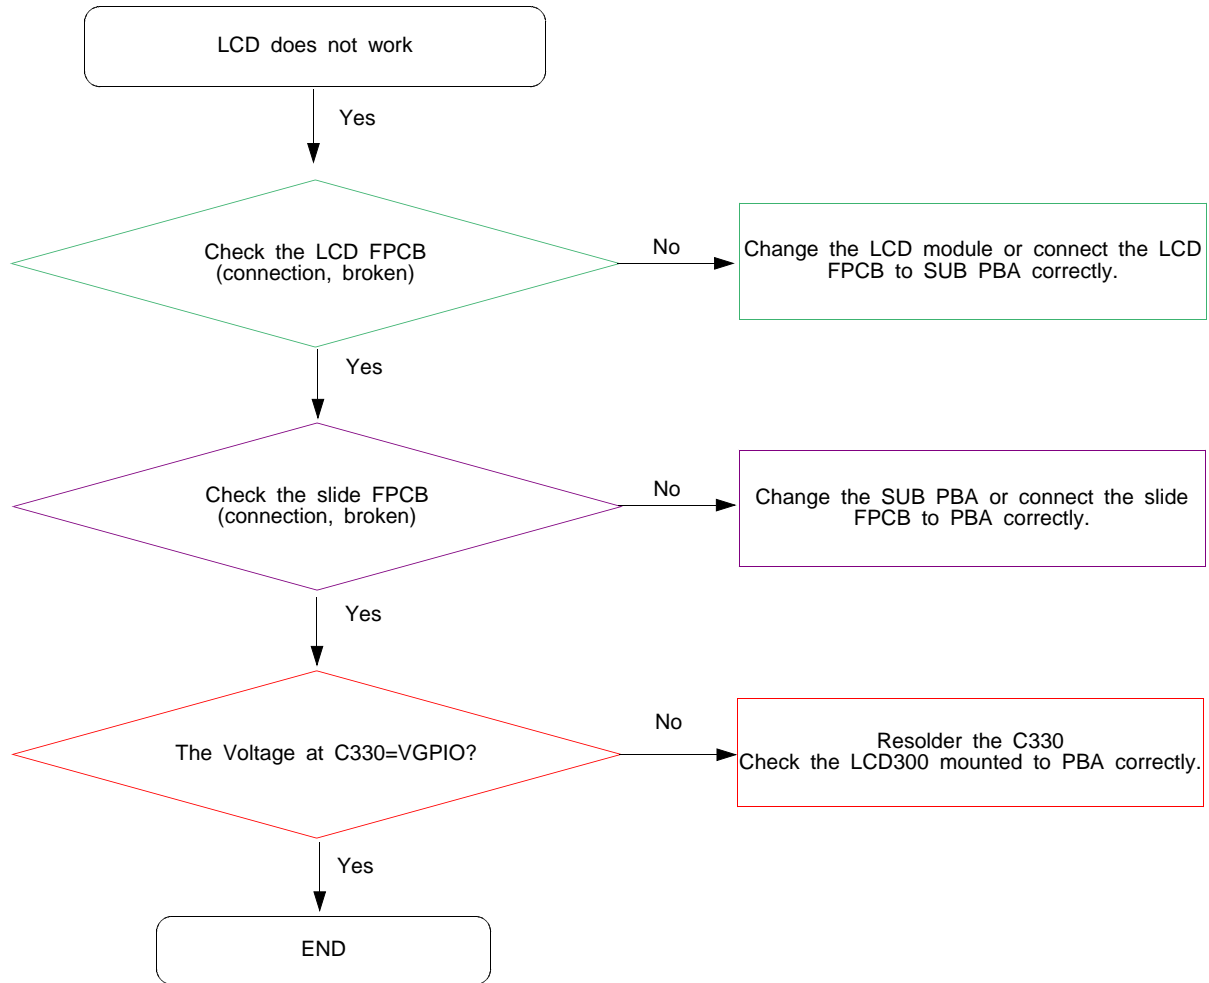 LCD does not work
Yes
Check the LCD FPCB
(connection, broken)
No
Change the LCD module or connect the LCD
FPCB to SUB PBA correctly.
Yes
Check the slide FPCB
(connection, broken)
No
Change the SUB PBA or connect the slide
FPCB to PBA correctly.
Yes
The Voltage at C330=VGPIO?
No
Resolder the C330
Check the LCD300 mounted to PBA correctly.
Yes
END